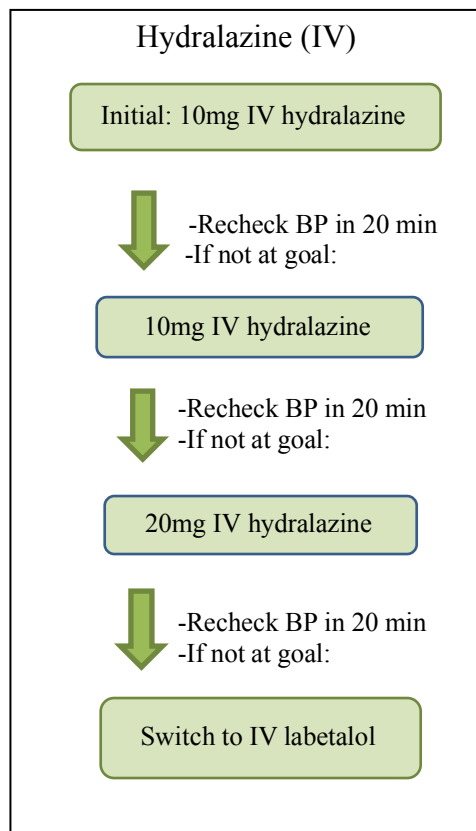 Hydralazine (IV)
Initial: 10mg IV hydralazine
-Recheck BP in 20 min
-If not at goal:
10mg IV hydralazine
-Recheck BP in 20 min
-If not at goal:
20mg IV hydralazine
-Recheck BP in 20 min
-If not at goal:
Switch to IV labetalol